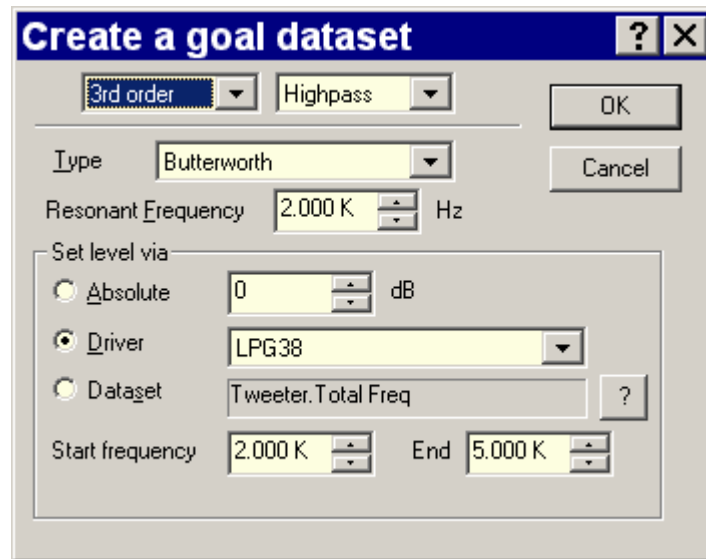 Create a goal dataset ?
3rd order Highpass
OK
Type Butterworth
Cancel
Resonant Frequency 2.000 K Hz
Set level via
Absolute 0 dB
Driver LPG38
Dataset Tweeter.Total Freq ?
Start frequency 2.000 K End 5.000 K